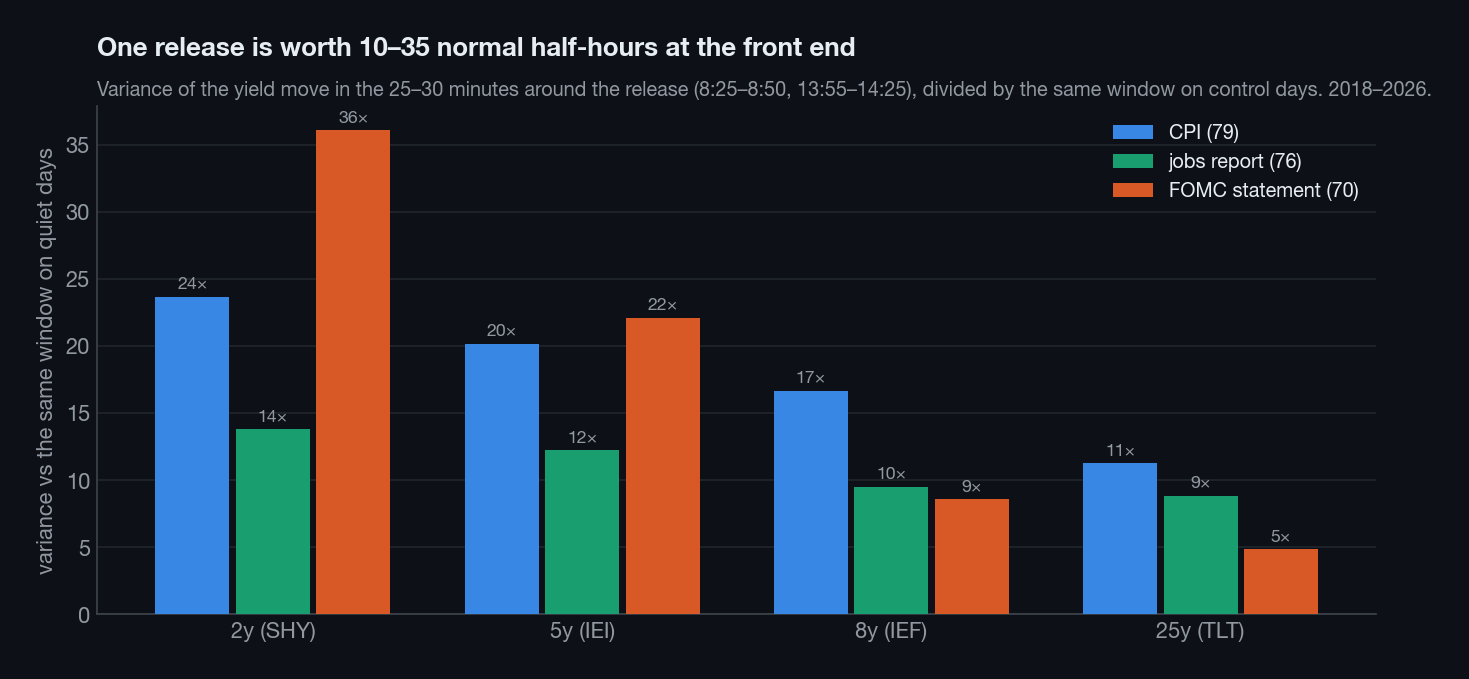 One release is worth 10–35 normal half-hours at the front end
Variance of the yield move in the 25–30 minutes around the release (8:25–8:50, 13:55–14:25), divided by the same window on control days. 2018–2026.
variance vs the same window on quiet days
35
30
25
20
15
10
5
0
CPI (79)
jobs report (76)
FOMC statement (70)
24×
14×
36×
20×
12×
22×
17×
10×
9×
11×
9×
5×
2y (SHY)
5y (IEI)
8y (IEF)
25y (TLT)